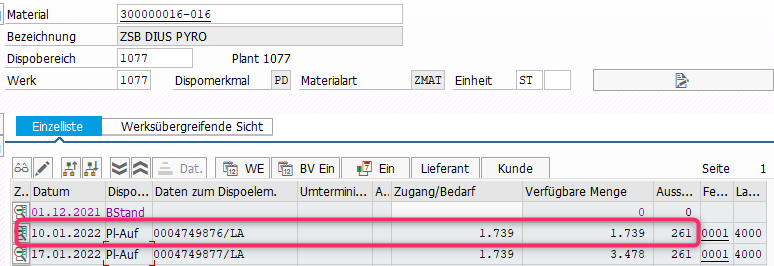 Material 300000016-016
Bezeichnung ZSB DIUS PYRO
Dispobereich 1077 Plant 1077
Werk 1077 Dispomerkmal PD Materialart ZMAT Einheit ST
Einzelliste Werksübergreifende Sicht
Dat. WE BV Ein Ein Lieferant Kunde Seite 1
Z... Datum Dispo... Daten zum Dispoelem. Umtermini... A.. Zugang/Bedarf Verfügbare Menge Auss... Fe... La...
01.12.2021 BStand 0 0
10.01.2022 Pl-Auf 0004749876/LA 1.739 1.739 261 0001 4000
17.01.2022 Pl-Auf 0004749877/LA 1.739 3.478 261 0001 4000